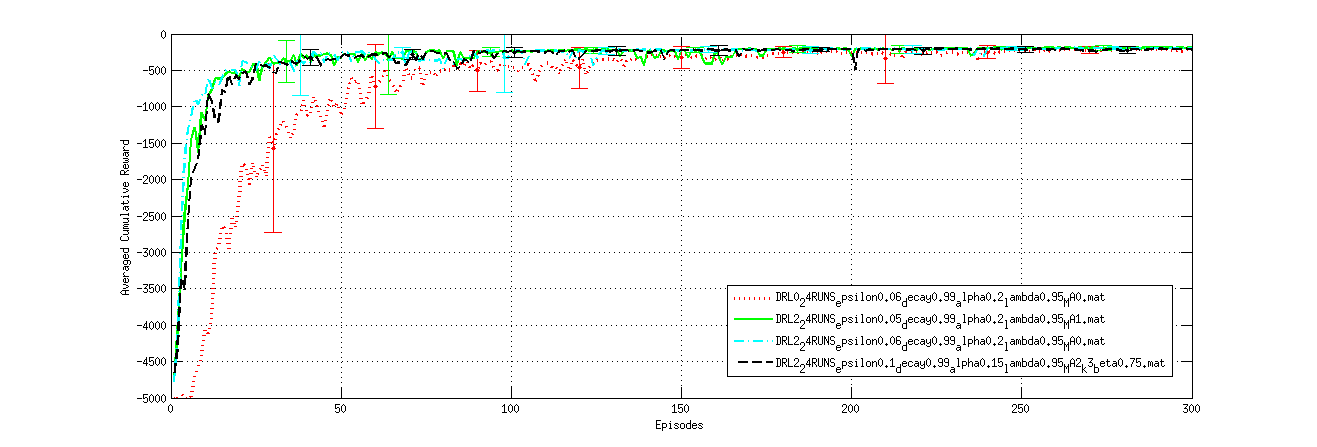 0
-500
-1000
-1500
-2000
-2500
-3000
-3500
-4000
-4500
-5000
Averaged Cumulative Reward
DRL0_24RUNS_epsilon0.06_decay0.99_alpha0.2_lambda0.95_MA0.mat
DRL2_24RUNS_epsilon0.05_decay0.99_alpha0.2_lambda0.95_MA1.mat
DRL2_24RUNS_epsilon0.06_decay0.99_alpha0.2_lambda0.95_MA0.mat
DRL2_24RUNS_epsilon0.1_decay0.99_alpha0.15_lambda0.95_MA2_k3_beta0.75.mat
0 50 100 150 200 250 300
Episodes